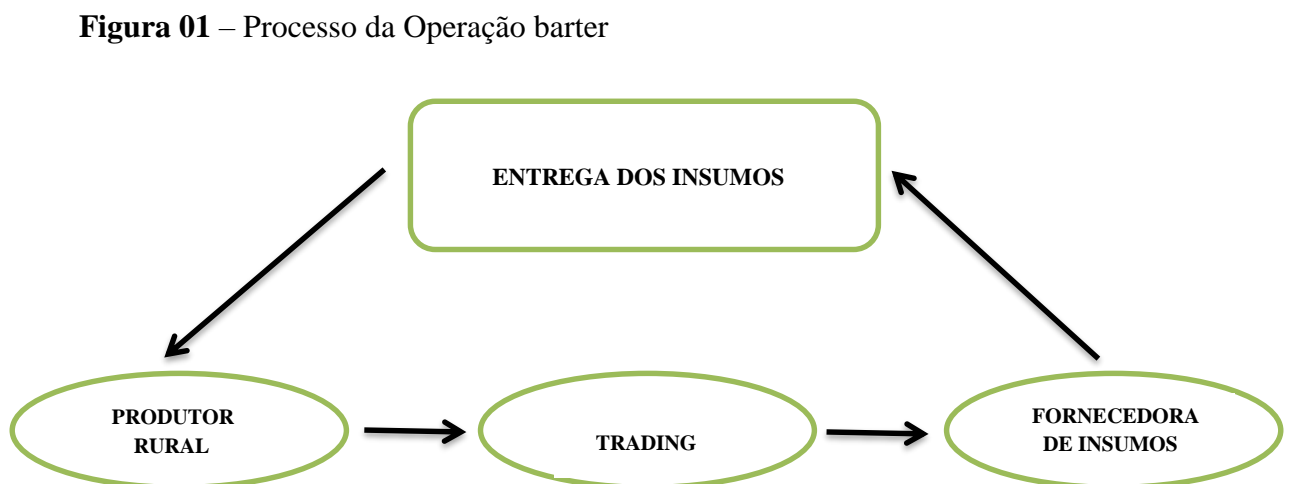 Figura 01 – Processo da Operação barter
ENTREGA DOS INSUMOS
PRODUTOR
RURAL
TRADING
FORNECEDORA
DE INSUMOS